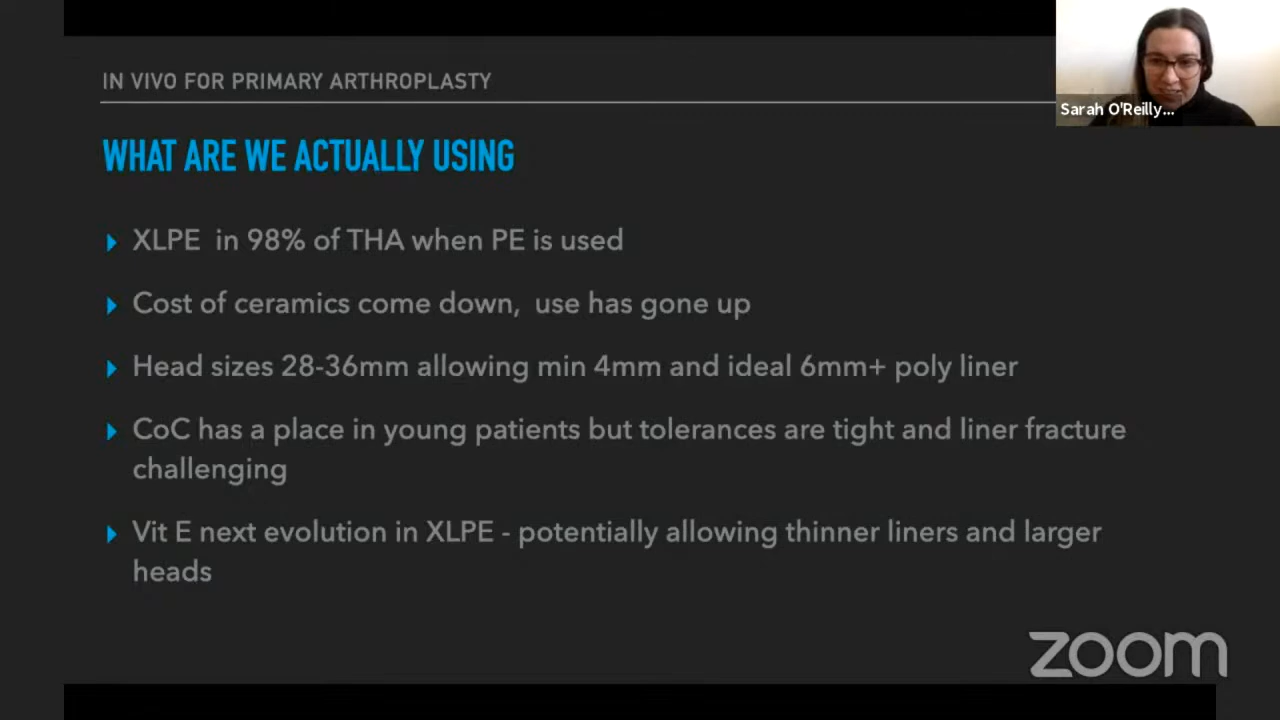 IN VIVO FOR PRIMARY ARTHROPLASTY
Sarah O'Reilly...
WHAT ARE WE ACTUALLY USING
XLPE in 98% of THA when PE is used
Cost of ceramics come down, use has gone up
Head sizes 28-36mm allowing min 4mm and ideal 6mm+ poly liner
CoC has a place in young patients but tolerances are tight and liner fracture
challenging
Vit E next evolution in XLPE - potentially allowing thinner liners and larger
heads
zoom